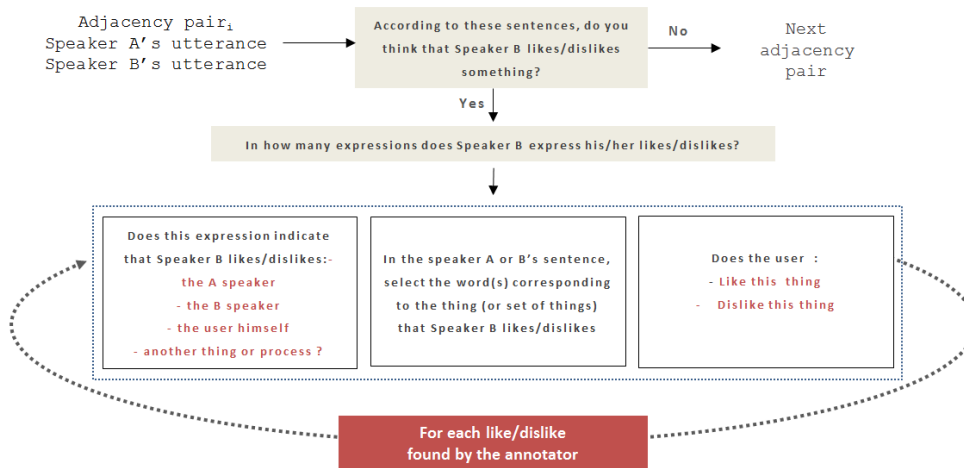 Adjacency pairi
Speaker A's utterance
Speaker B's utterance
According to these sentences, do you
think that Speaker B likes/dislikes
something?
No
Next
adjacency
pair
Yes
In how many expressions does Speaker B express his/her likes/dislikes?
Does this expression indicate
that Speaker B likes/dislikes:-
the A speaker
- the B speaker
- the user himself
- another thing or process ?
In the speaker A or B's sentence,
select the word(s) corresponding
to the thing (or set of things)
that Speaker B likes/dislikes
Does the user :
- Like this thing
- Dislike this thing
For each like/dislike
found by the annotator